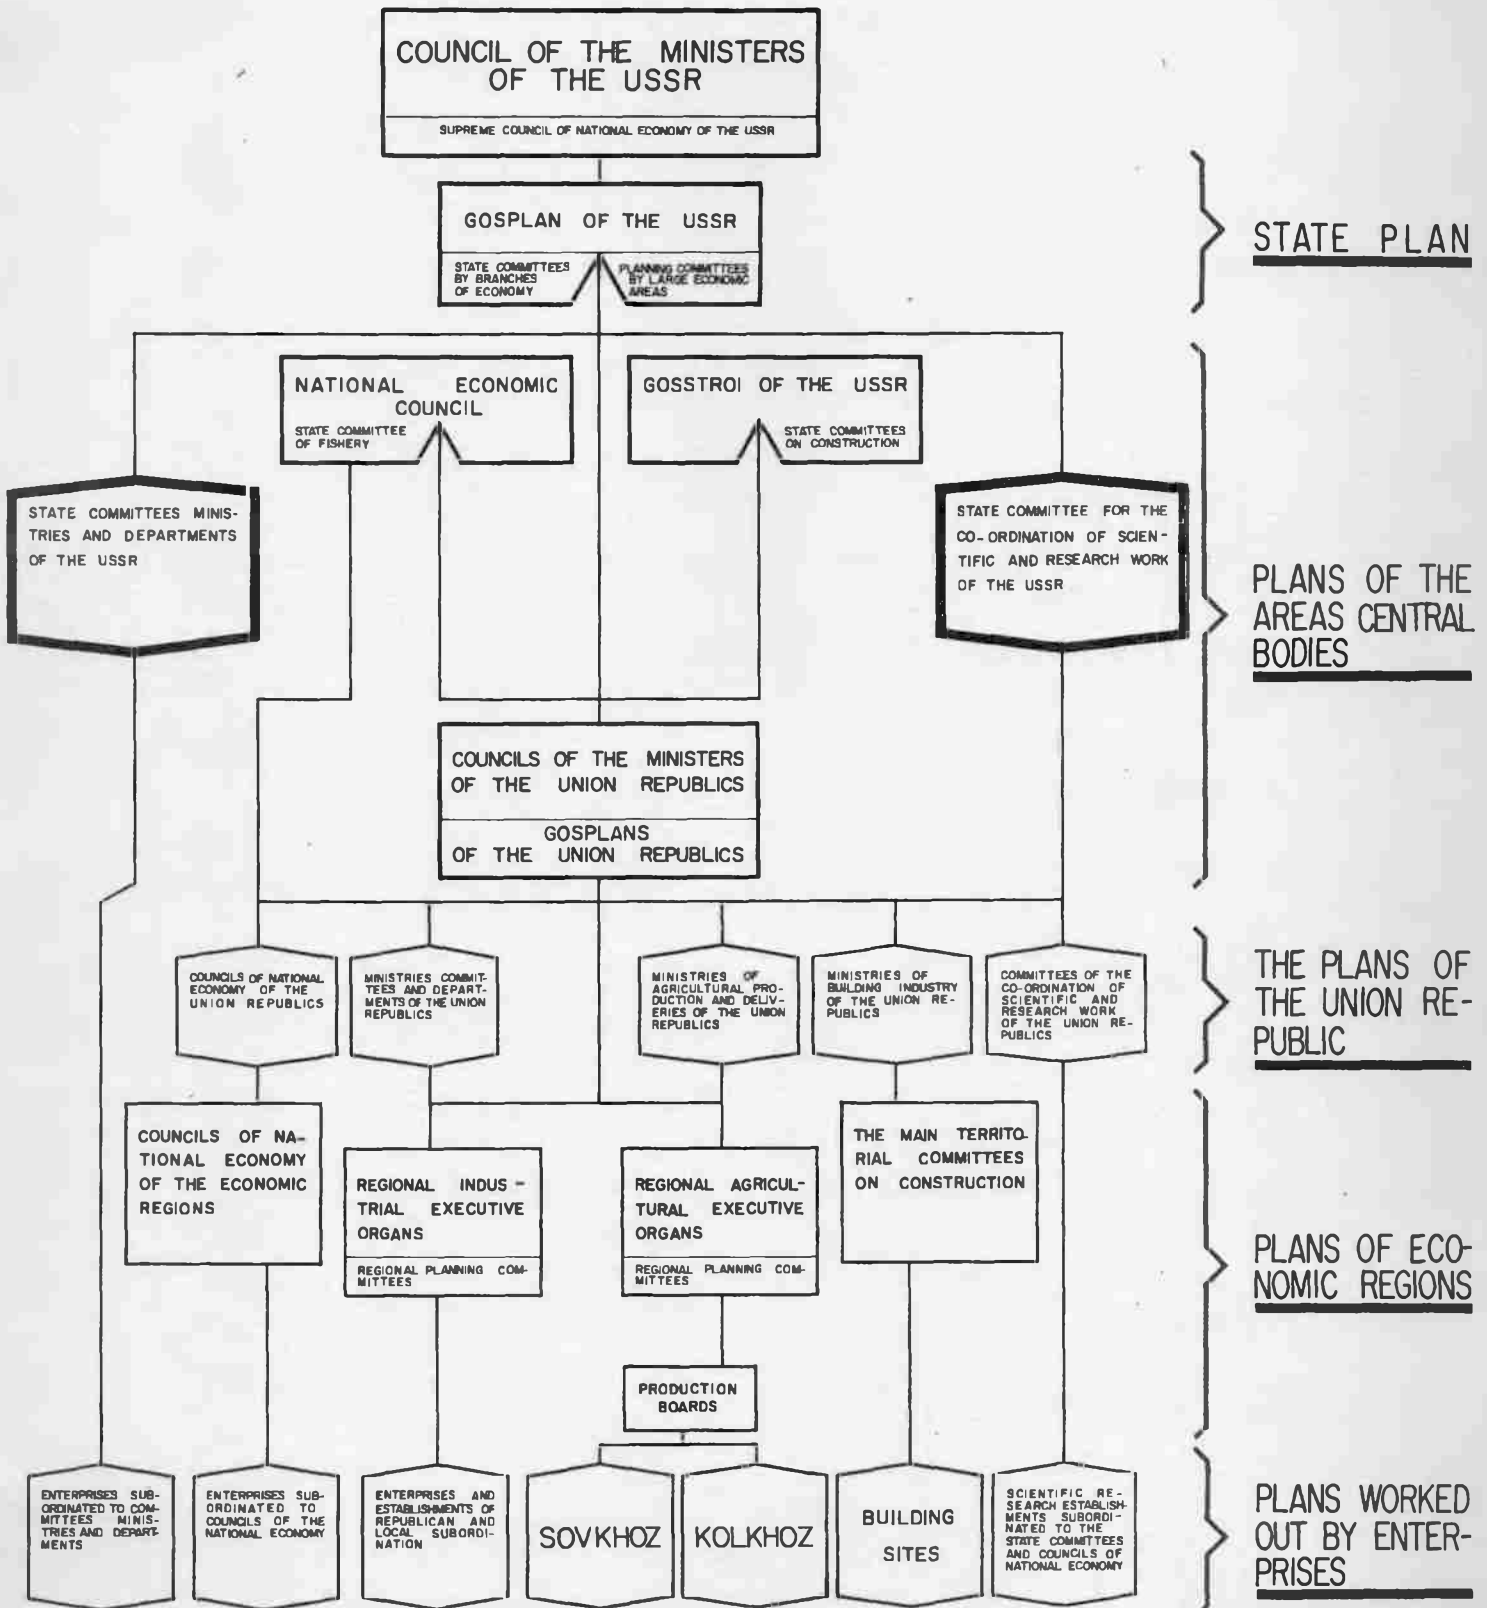 COUNCIL OF THE MINISTERS
OF THE USSR
SUPREME COUNCIL OF NATIONAL ECONOMY OF THE USSR
GOSPLAN OF THE USSR
STATE COMMITTEES
BY BRANCHES
OF ECONOMY
PLANNING COMMITTEES
BY LARGE ECONOMIC
AREAS
STATE PLAN
NATIONAL ECONOMIC
COUNCIL
STATE COMMITTEE
OF FISHERY
GOSSTROI OF THE USSR
STATE COMMITTEES
ON CONSTRUCTION
STATE COMMITTEES MINIS-
TRIES AND DEPARTMENTS
OF THE USSR
STATE COMMITTEE FOR THE
CO-ORDINATION OF SCIEN-
TIFIC AND RESEARCH WORK
OF THE USSR
PLANS OF THE
AREAS CENTRAL
BODIES
COUNCILS OF THE MINISTERS
OF THE UNION REPUBLICS
GOSPLANS
OF THE UNION REPUBLICS
COUNCILS OF NATIONAL
ECONOMY OF THE
UNION REPUBLICS
MINISTRIES COMMIT-
TEES AND DEPART-
MENTS OF THE UNION
REPUBLICS
MINISTRIES OF
AGRICULTURAL PRO-
DUCTION AND DELIV-
ERIES OF THE UNION
REPUBLICS
MINISTRIES OF
BUILDING INDUSTRY
OF THE UNION RE-
PUBLICS
COMMITTEES OF THE
CO-ORDINATION OF
SCIENTIFIC AND
RESEARCH WORK
OF THE UNION RE-
PUBLICS
THE PLANS OF
THE UNION RE-
PUBLIC
COUNCILS OF NA-
TIONAL ECONOMY
OF THE ECONOMIC
REGIONS
REGIONAL INDUS-
TRIAL EXECUTIVE
ORGANS
REGIONAL PLANNING COM-
MITTEES
REGIONAL AGRICUL-
TURAL EXECUTIVE
ORGANS
REGIONAL PLANNING COM-
MITTEES
THE MAIN TERRITO-
RIAL COMMITTEES
ON CONSTRUCTION
PLANS OF ECO-
NOMIC REGIONS
PRODUCTION
BOARDS
ENTERPRISES SUB-
ORDINATED TO COM-
MITTEES MINIS-
TRIES AND DEPART-
MENTS
ENTERPRISES SUB-
ORDINATED TO
COUNCILS OF THE
NATIONAL ECONOMY
ENTERPRISES AND
ESTABLISHMENTS OF
REPUBLICAN AND
LOCAL SUBORDI-
NATION
SOVKHOZ
KOLKHOZ
BUILDING
SITES
SCIENTIFIC RE-
SEARCH ESTABLISH-
MENTS SUBORDI-
NATED TO THE
STATE COMMITTEES
AND COUNCILS OF
NATIONAL ECONOMY
PLANS WORKED
OUT BY ENTER-
PRISES